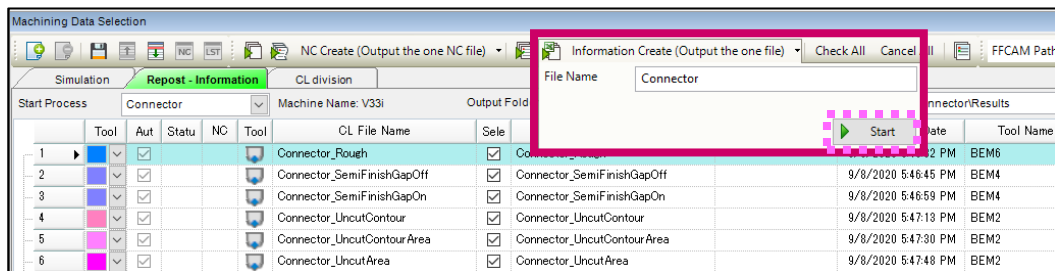 Machining Data Selection
NC LST NC Create (Output the one NC file) Information Create (Output the one file) Check All Cancel FFCAM Path
Simulation Repost - Information CL division
File Name Connector
Start Process Connector Machine Name: V33i Output Fold nnector\Results
Start
Tool Aut Statu NC Tool CL File Name Sele Date Tool Name
1 Connector_Rough PM BEM6
2 Connector_SemiFinishGapOff Connector_SemiFinishGapOff 9/8/2020 5:46:45 PM BEM4
3 Connector_SemiFinishGapOn Connector_SemiFinishGapOn 9/8/2020 5:46:59 PM BEM4
4 Connector_UncutContour Connector_UncutContour 9/8/2020 5:47:13 PM BEM2
5 Connector_UncutContourArea Connector_UncutContourArea 9/8/2020 5:47:30 PM BEM2
6 Connector_UncutArea Connector_UncutArea 9/8/2020 5:47:48 PM BEM2